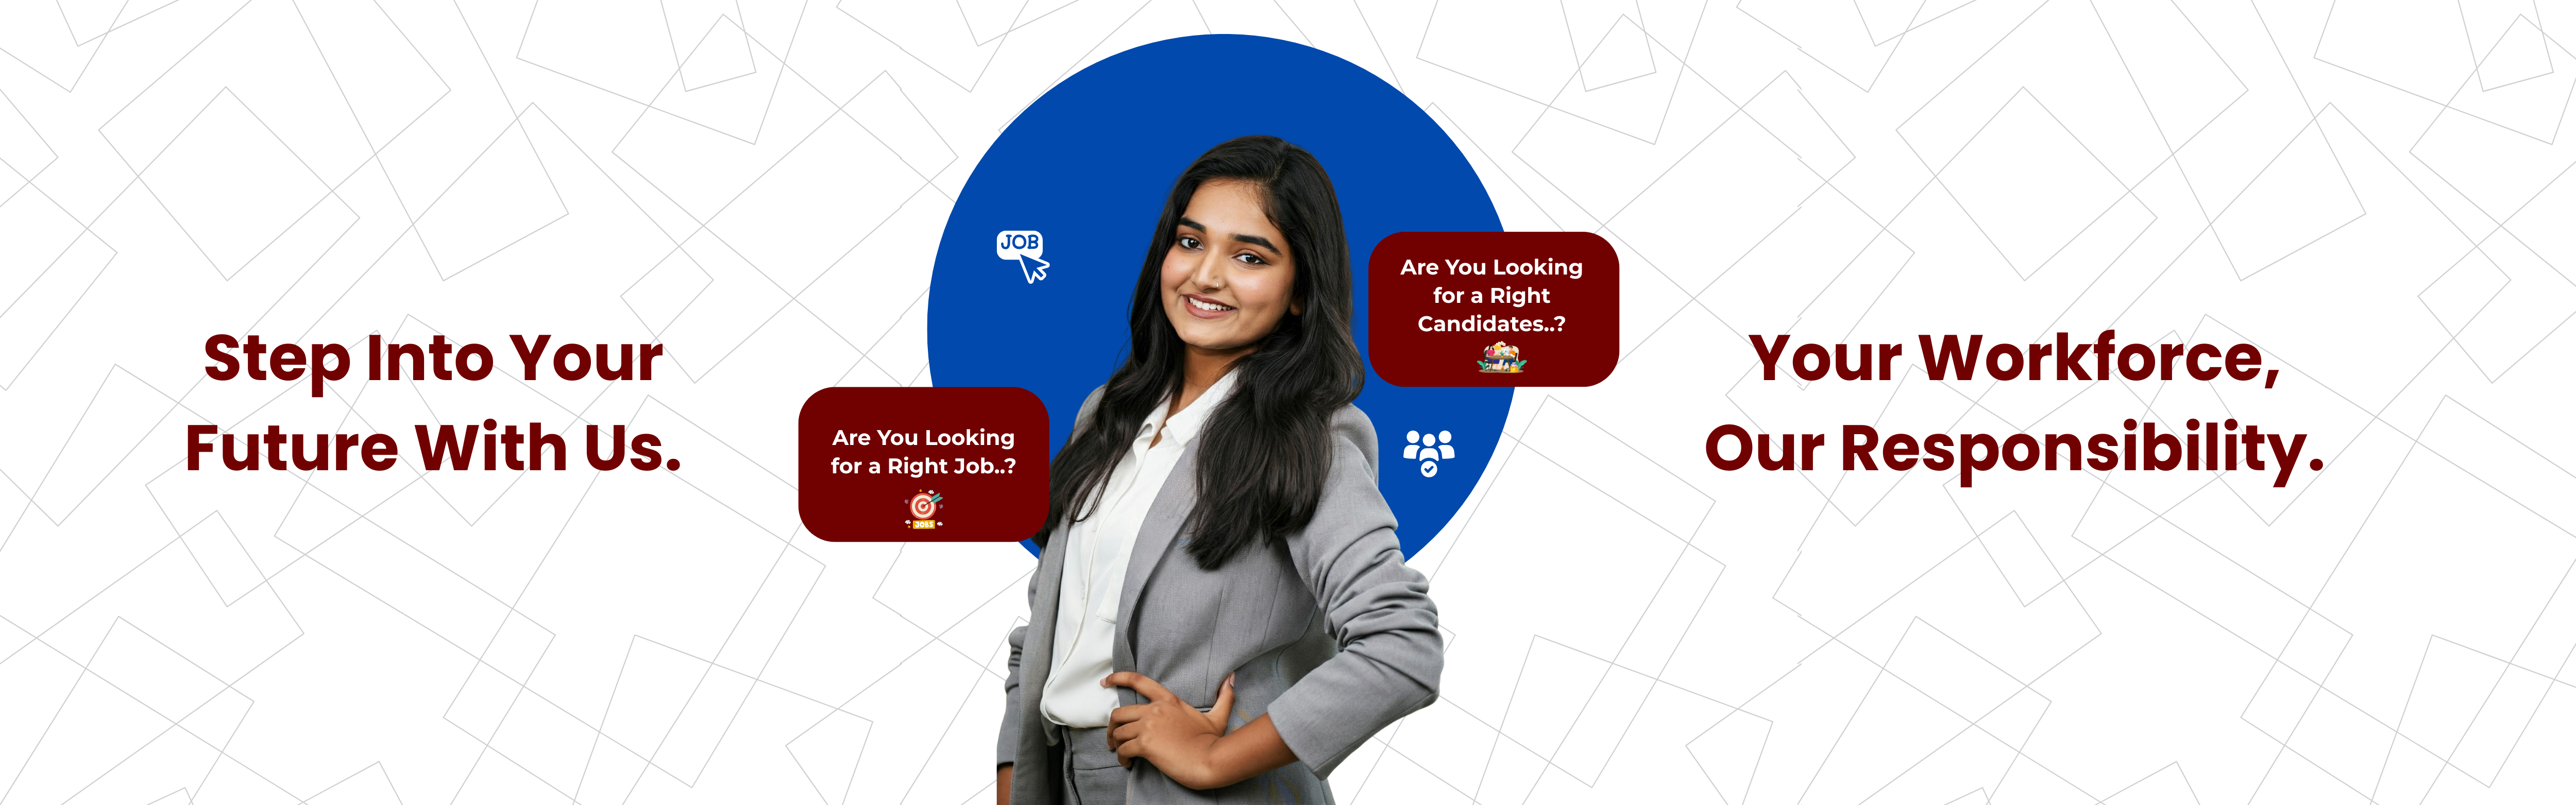 Step Into Your
Future With Us.
JOB
Are You Looking
for a Right Job..?
JOBS
Are You Looking
for a Right
Candidates..?
Your Workforce,
Our Responsibility.